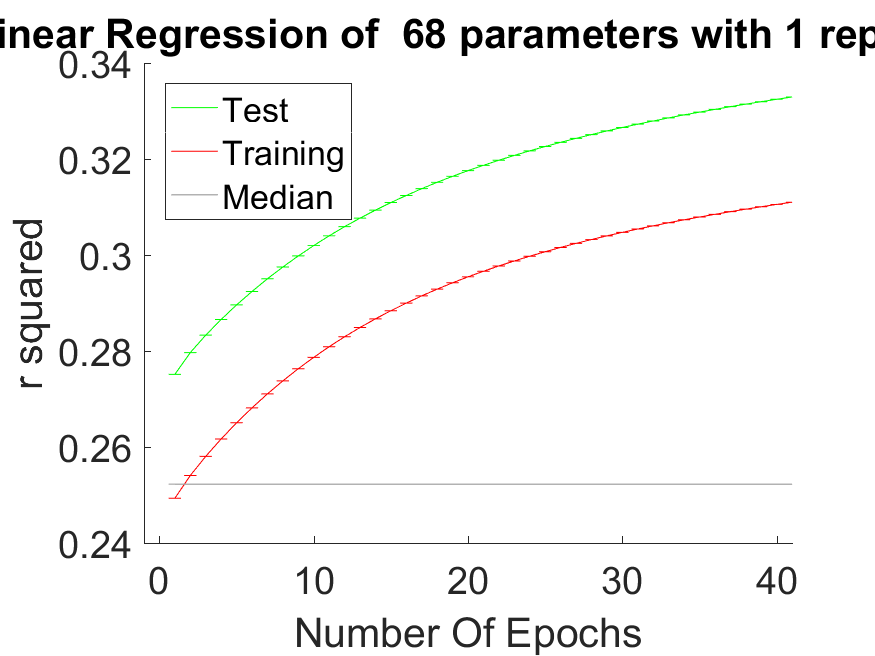 inear Regression of  68 parameters with 1 rep
0.34
0.32
0.3
0.28
0.26
0.24
r squared
Test
Training
Median
0 10 20 30 40
Number Of Epochs